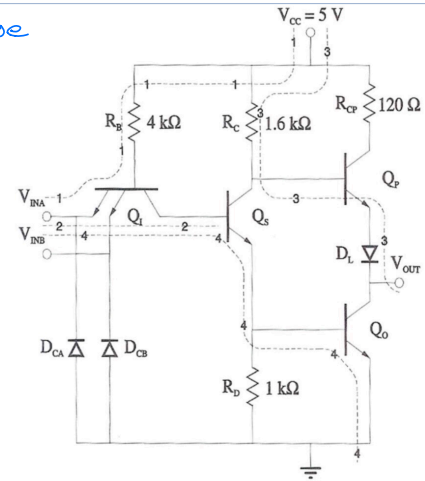 pe
V_CC = 5 V
1
3
1
1
R_B
4 kΩ
R_C
3
1.6 kΩ
R_CP
120 Ω
1
Q_P
V_INA
1
3
2
Q_I
2
Q_S
V_INB
4
4
D_L
3
V_OUT
4
Q_O
D_CA
D_CB
4
R_D
1 kΩ
4